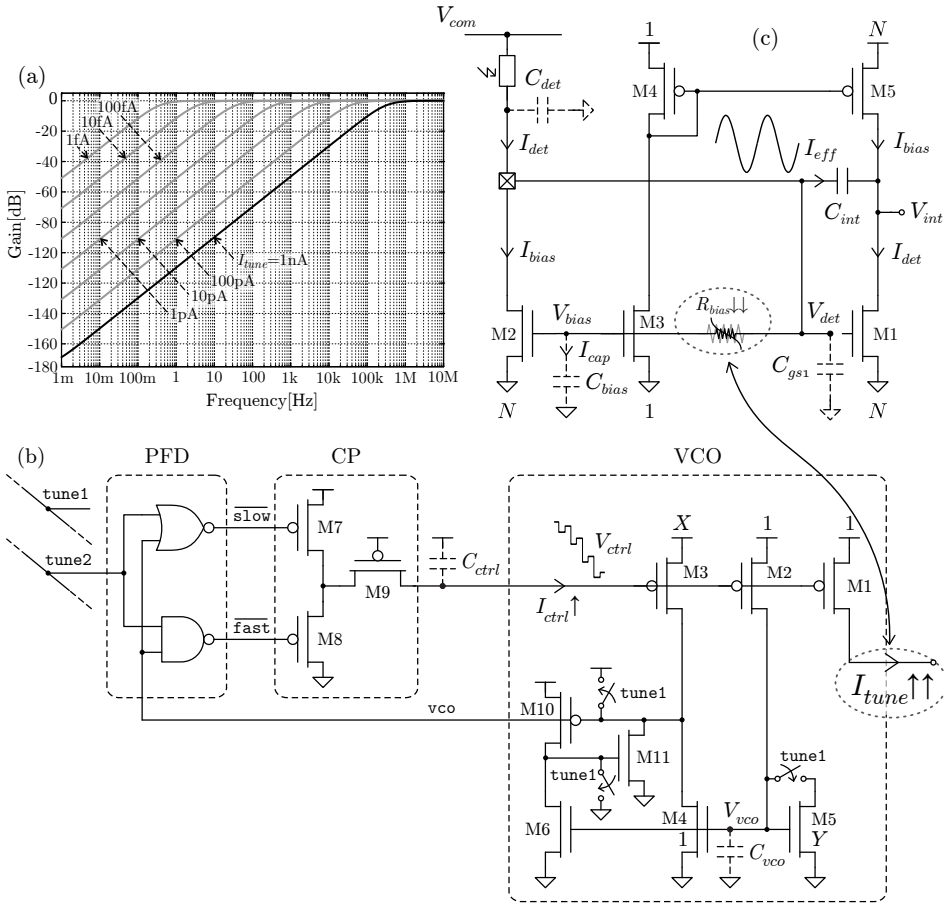 (a)
Gain[dB]
0
-20
-40
-60
-80
-100
-120
-140
-160
-180
1m 10m 100m 1 10 100 1k 10k 100k 1M 10M
Frequency[Hz]
100fA
10fA
1fA
I_tune=1nA
100pA
10pA
1pA
(c)
V_com
C_det
I_det
I_bias
M2
N
V_bias
I_cap
C_bias
1
M4
M3
1
R_bias↓↓
N
M5
I_bias
I_eff
C_int
V_int
I_det
V_det
M1
C_gs1
N
(b)
PFD
CP
VCO
tune1
tune2
slow
fast
M7
M8
M9
C_ctrl
V_ctrl
I_ctrl↑
X
M3
1
M2
1
M1
I_tune↑↑
vco
M10
tune1
M11
tune1
M6
M4
1
V_vco
C_vco
tune1
M5
Y